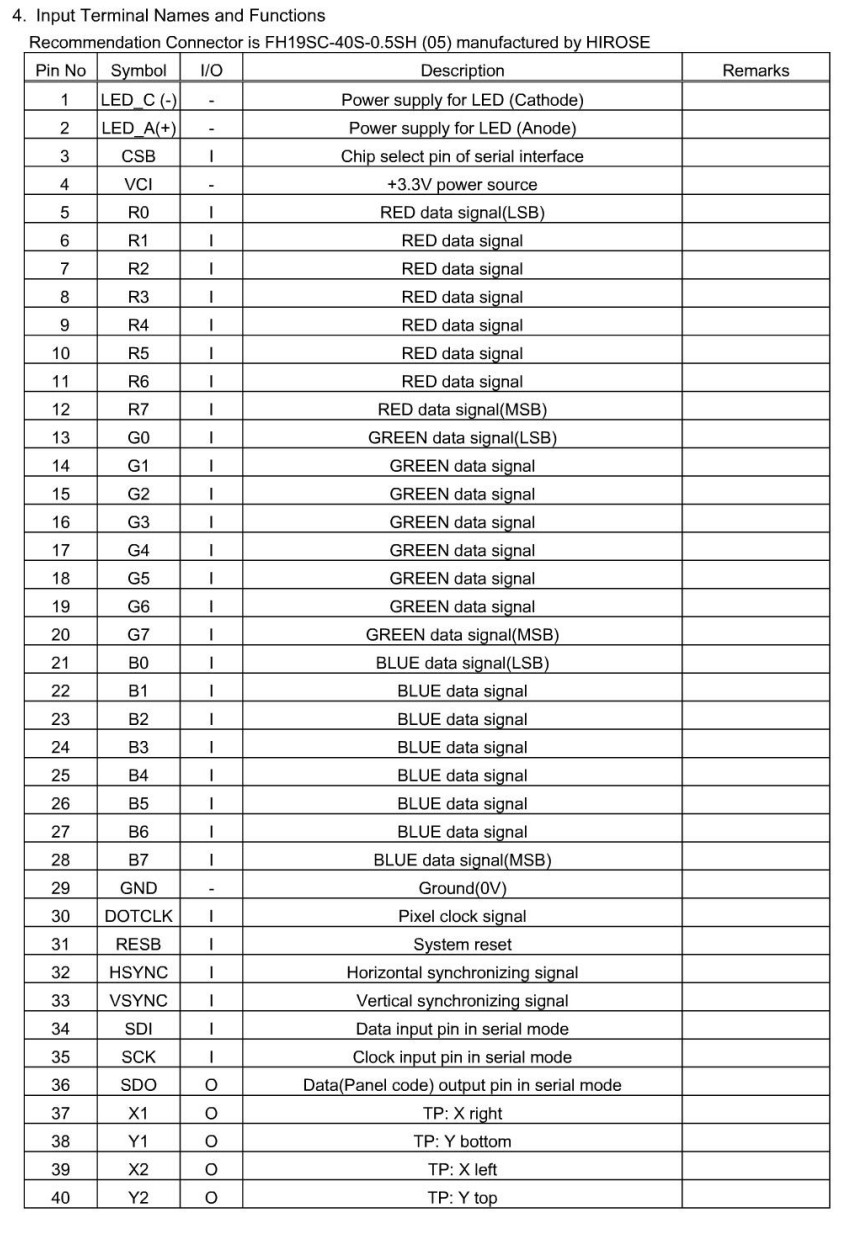 4. Input Terminal Names and Functions
Recommendation Connector is FH19SC-40S-0.5SH (05) manufactured by HIROSE
Pin No Symbol I/O Description Remarks
1 LED_C (-) - Power supply for LED (Cathode)
2 LED_A(+) - Power supply for LED (Anode)
3 CSB I Chip select pin of serial interface
4 VCI - +3.3V power source
5 R0 I RED data signal(LSB)
6 R1 I RED data signal
7 R2 I RED data signal
8 R3 I RED data signal
9 R4 I RED data signal
10 R5 I RED data signal
11 R6 I RED data signal
12 R7 I RED data signal(MSB)
13 G0 I GREEN data signal(LSB)
14 G1 I GREEN data signal
15 G2 I GREEN data signal
16 G3 I GREEN data signal
17 G4 I GREEN data signal
18 G5 I GREEN data signal
19 G6 I GREEN data signal
20 G7 I GREEN data signal(MSB)
21 B0 I BLUE data signal(LSB)
22 B1 I BLUE data signal
23 B2 I BLUE data signal
24 B3 I BLUE data signal
25 B4 I BLUE data signal
26 B5 I BLUE data signal
27 B6 I BLUE data signal
28 B7 I BLUE data signal(MSB)
29 GND - Ground(0V)
30 DOTCLK I Pixel clock signal
31 RESB I System reset
32 HSYNC I Horizontal synchronizing signal
33 VSYNC I Vertical synchronizing signal
34 SDI I Data input pin in serial mode
35 SCK I Clock input pin in serial mode
36 SDO O Data(Panel code) output pin in serial mode
37 X1 O TP: X right
38 Y1 O TP: Y bottom
39 X2 O TP: X left
40 Y2 O TP: Y top